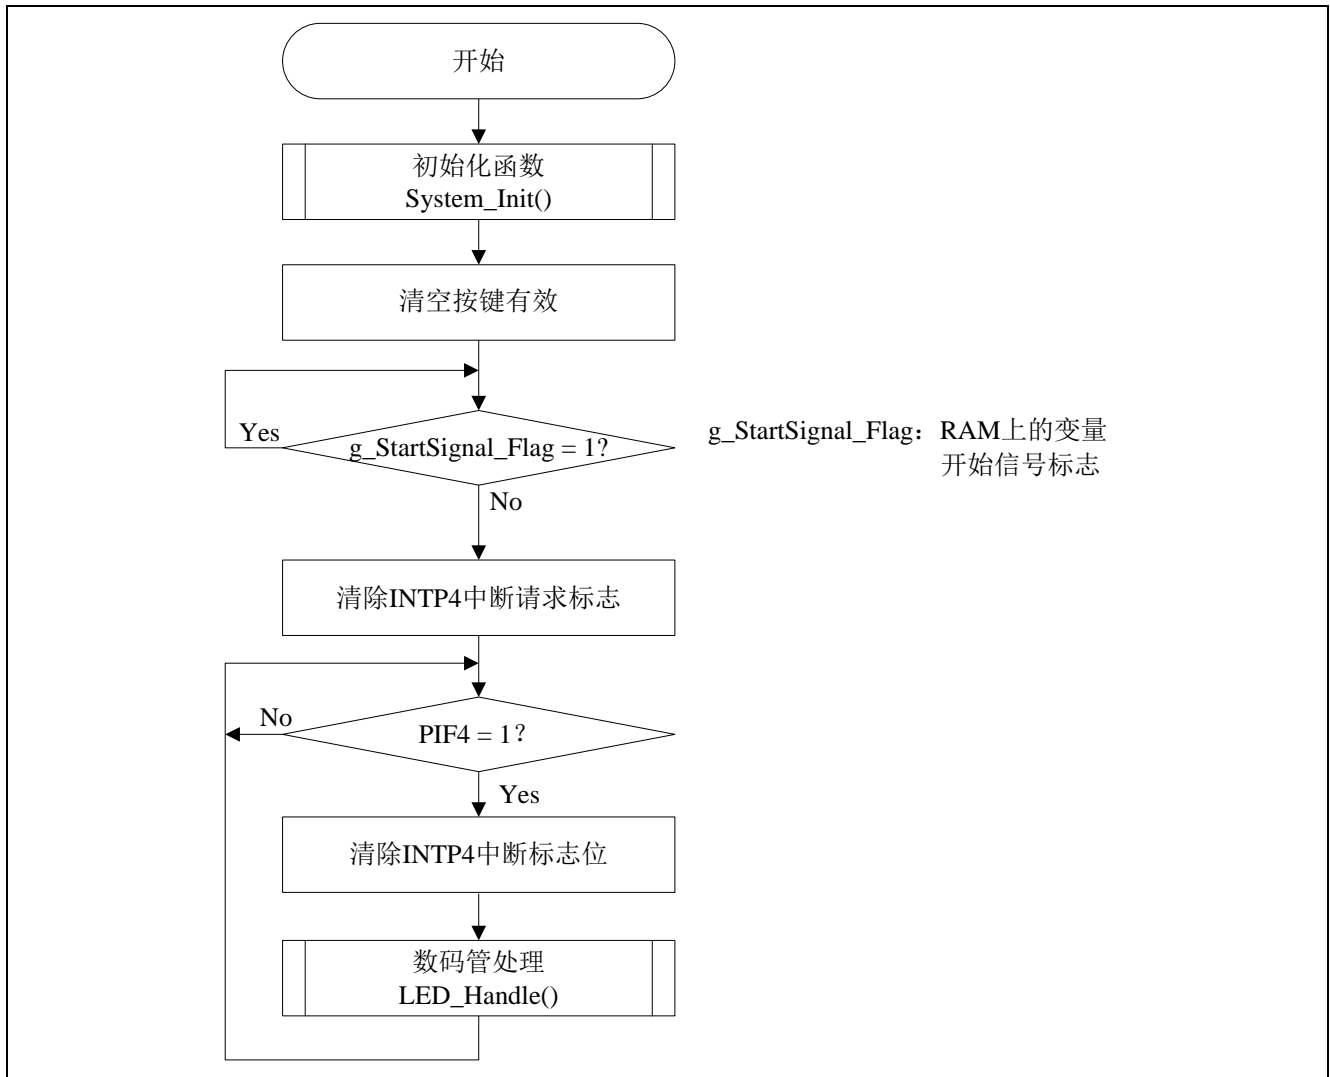 开始
初始化函数
System_Init()
清空按键有效
Yes
g_StartSignal_Flag = 1?
g_StartSignal_Flag：RAM上的变量
开始信号标志
No
清除INTP4中断请求标志
No
PIF4 = 1？
Yes
清除INTP4中断标志位
数码管处理
LED_Handle()